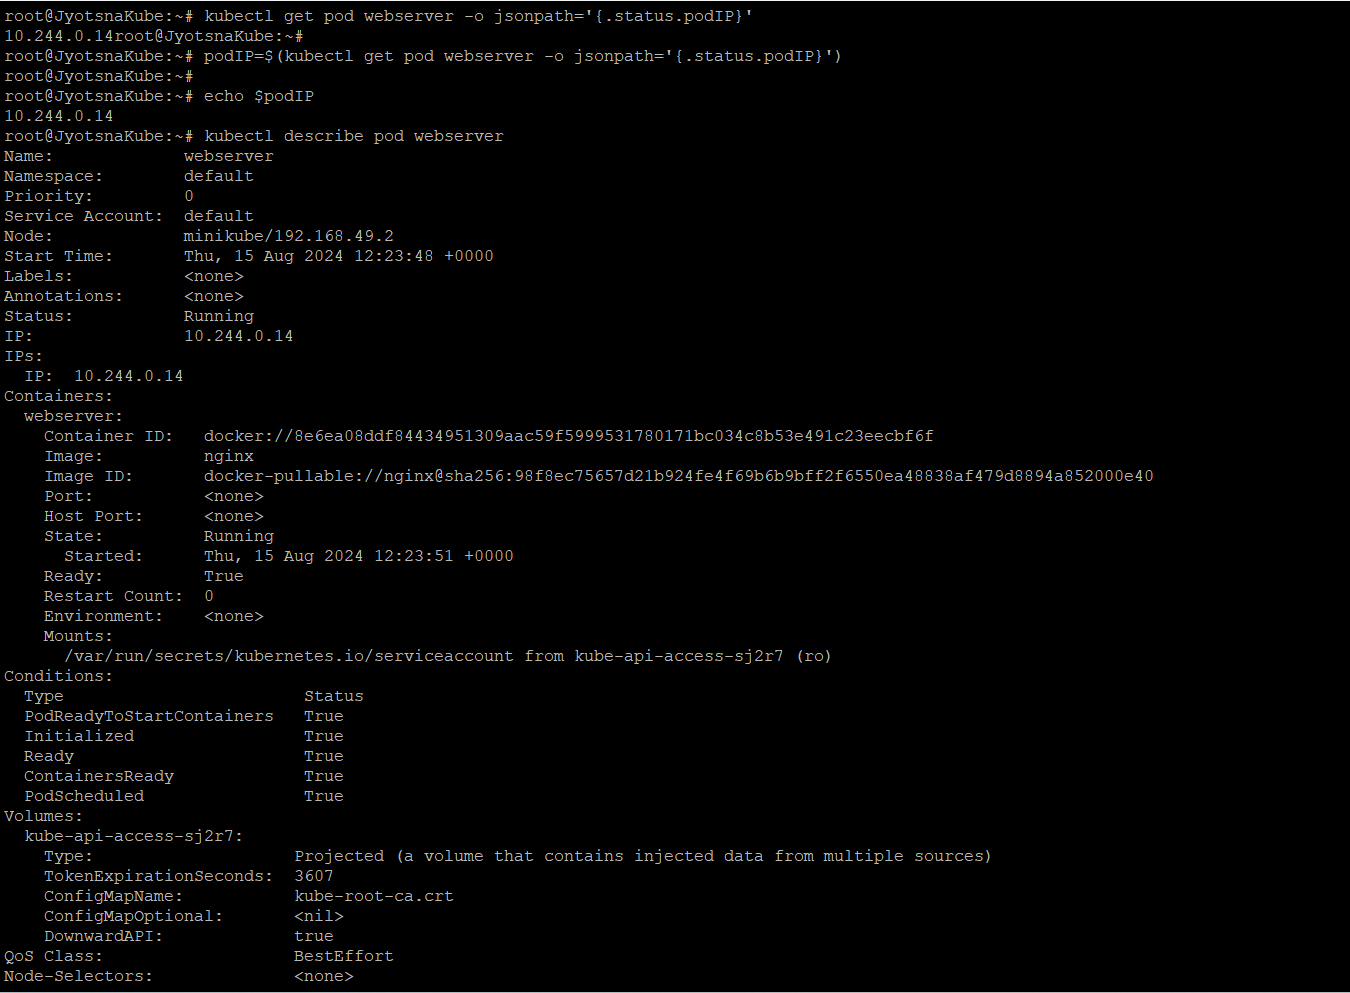 root@JyotsnaKube:~# kubectl get pod webserver -o jsonpath='{.status.podIP}'
10.244.0.14root@JyotsnaKube:~#
root@JyotsnaKube:~# podIP=$(kubectl get pod webserver -o jsonpath='{.status.podIP}')
root@JyotsnaKube:~#
root@JyotsnaKube:~# echo $podIP
10.244.0.14
root@JyotsnaKube:~# kubectl describe pod webserver
Name:             webserver
Namespace:        default
Priority:         0
Service Account:  default
Node:             minikube/192.168.49.2
Start Time:       Thu, 15 Aug 2024 12:23:48 +0000
Labels:           <none>
Annotations:      <none>
Status:           Running
IP:               10.244.0.14
IPs:
  IP:  10.244.0.14
Containers:
  webserver:
    Container ID:   docker://8e6ea08ddf84434951309aac59f5999531780171bc034c8b53e491c23eecbf6f
    Image:          nginx
    Image ID:       docker-pullable://nginx@sha256:98f8ec75657d21b924fe4f69b6b9bff2f6550ea48838af479d8894a852000e40
    Port:           <none>
    Host Port:      <none>
    State:          Running
      Started:      Thu, 15 Aug 2024 12:23:51 +0000
    Ready:          True
    Restart Count:  0
    Environment:    <none>
    Mounts:
      /var/run/secrets/kubernetes.io/serviceaccount from kube-api-access-sj2r7 (ro)
Conditions:
  Type                        Status
  PodReadyToStartContainers   True
  Initialized                 True
  Ready                       True
  ContainersReady             True
  PodScheduled                True
Volumes:
  kube-api-access-sj2r7:
    Type:                    Projected (a volume that contains injected data from multiple sources)
    TokenExpirationSeconds:  3607
    ConfigMapName:           kube-root-ca.crt
    ConfigMapOptional:       <nil>
    DownwardAPI:             true
QoS Class:                   BestEffort
Node-Selectors:              <none>